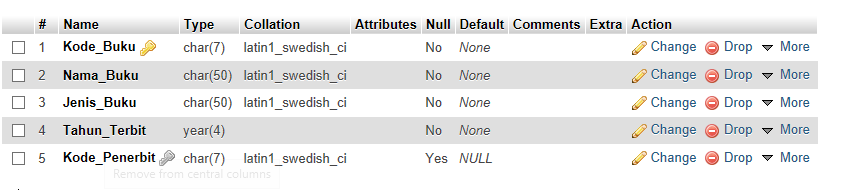 # Name Type Collation Attributes Null Default Comments Extra Action
1 Kode_Buku char(7) latin1_swedish_ci No None Change Drop More
2 Nama_Buku char(50) latin1_swedish_ci No None Change Drop More
3 Jenis_Buku char(50) latin1_swedish_ci No None Change Drop More
4 Tahun_Terbit year(4) No None Change Drop More
5 Kode_Penerbit char(7) latin1_swedish_ci Yes NULL Change Drop More
Remove from central columns